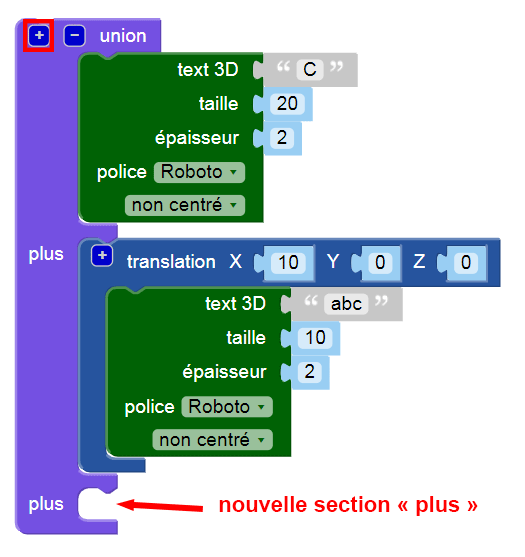 + − union
text 3D “ C ”
taille 20
épaisseur 2
police Roboto ▾
non centré ▾
plus + translation X 10 Y 0 Z 0
text 3D “ abc ”
taille 10
épaisseur 2
police Roboto ▾
non centré ▾
plus nouvelle section « plus »